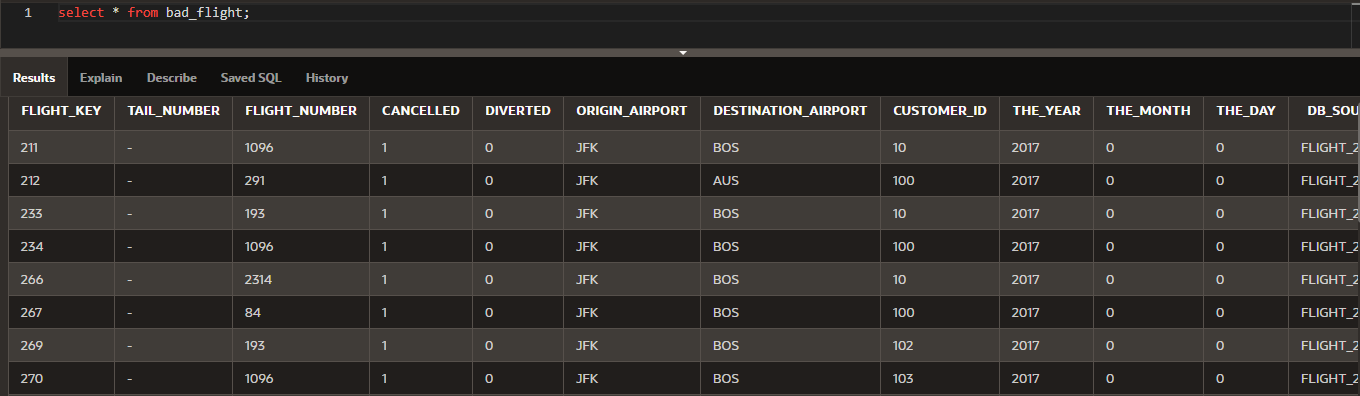 1 select * from bad_flight;
Results Explain Describe Saved SQL History
FLIGHT_KEY TAIL_NUMBER FLIGHT_NUMBER CANCELLED DIVERTED ORIGIN_AIRPORT DESTINATION_AIRPORT CUSTOMER_ID THE_YEAR THE_MONTH THE_DAY DB_SOU
211 - 1096 1 0 JFK BOS 10 2017 0 0 FLIGHT_2
212 - 291 1 0 JFK AUS 100 2017 0 0 FLIGHT_2
233 - 193 1 0 JFK BOS 10 2017 0 0 FLIGHT_2
234 - 1096 1 0 JFK BOS 100 2017 0 0 FLIGHT_2
266 - 2314 1 0 JFK BOS 10 2017 0 0 FLIGHT_2
267 - 84 1 0 JFK BOS 100 2017 0 0 FLIGHT_2
269 - 193 1 0 JFK BOS 102 2017 0 0 FLIGHT_2
270 - 1096 1 0 JFK BOS 103 2017 0 0 FLIGHT_2